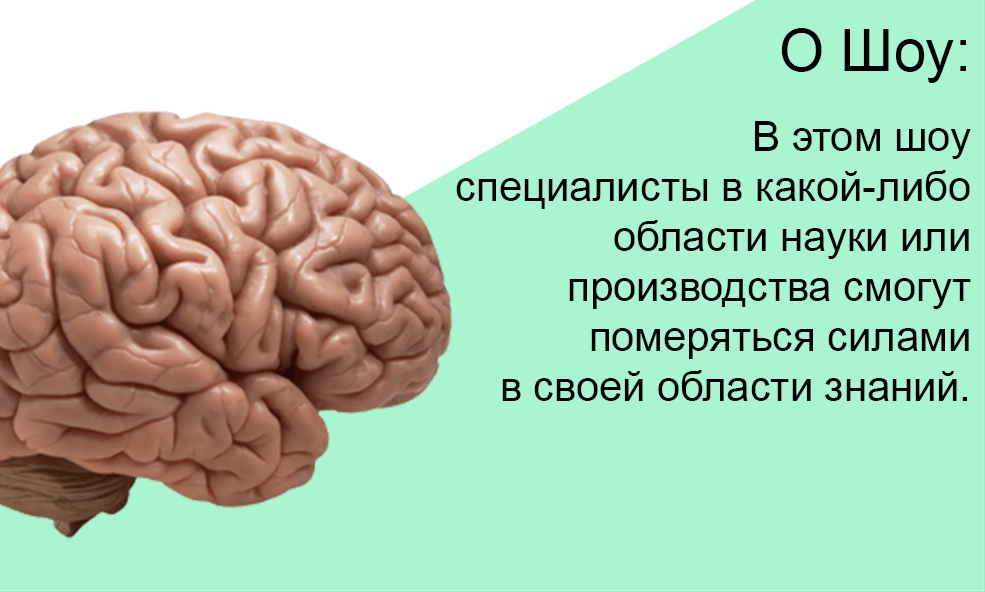 О Шоу:
В этом шоу
специалисты в какой-либо
области науки или
производства смогут
померяться силами
в своей области знаний.